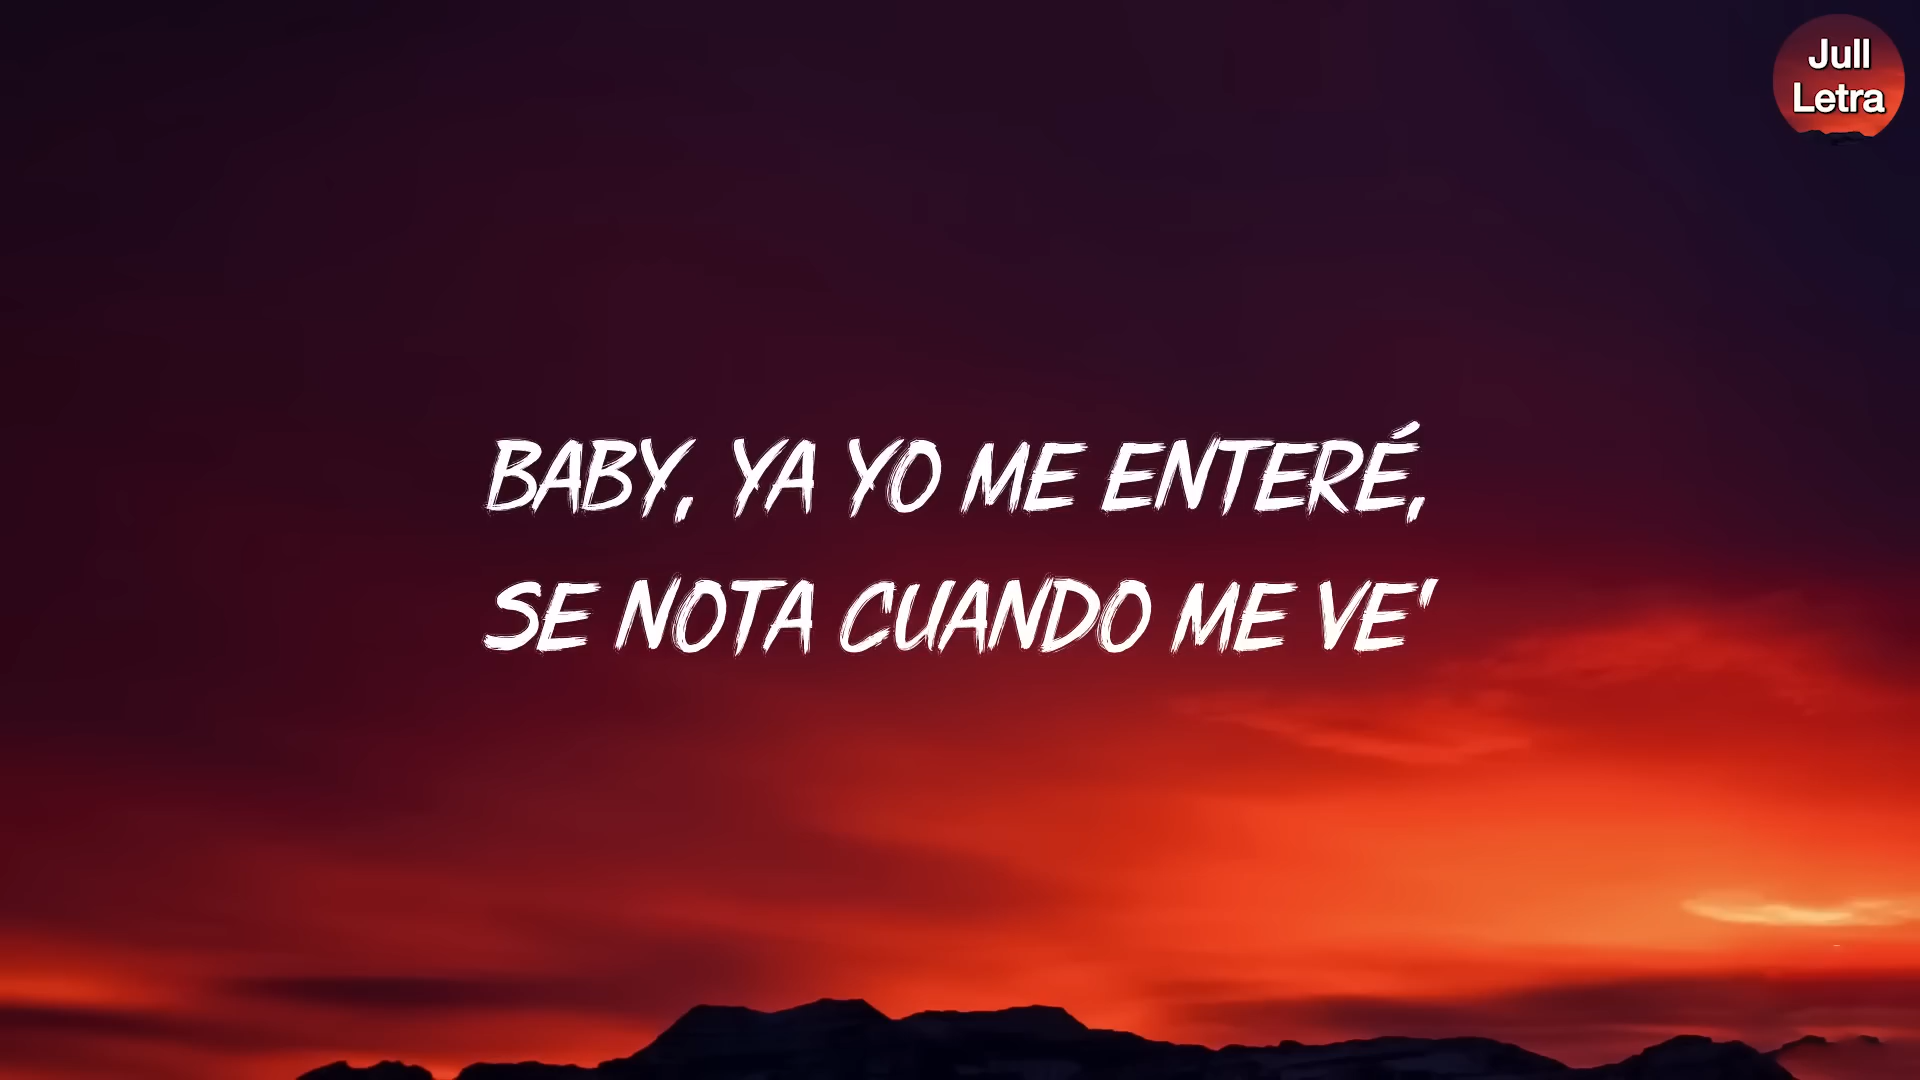 Jull
Letra
BABY, YA YO ME ENTERÉ,
SE NOTA CUANDO ME VE'